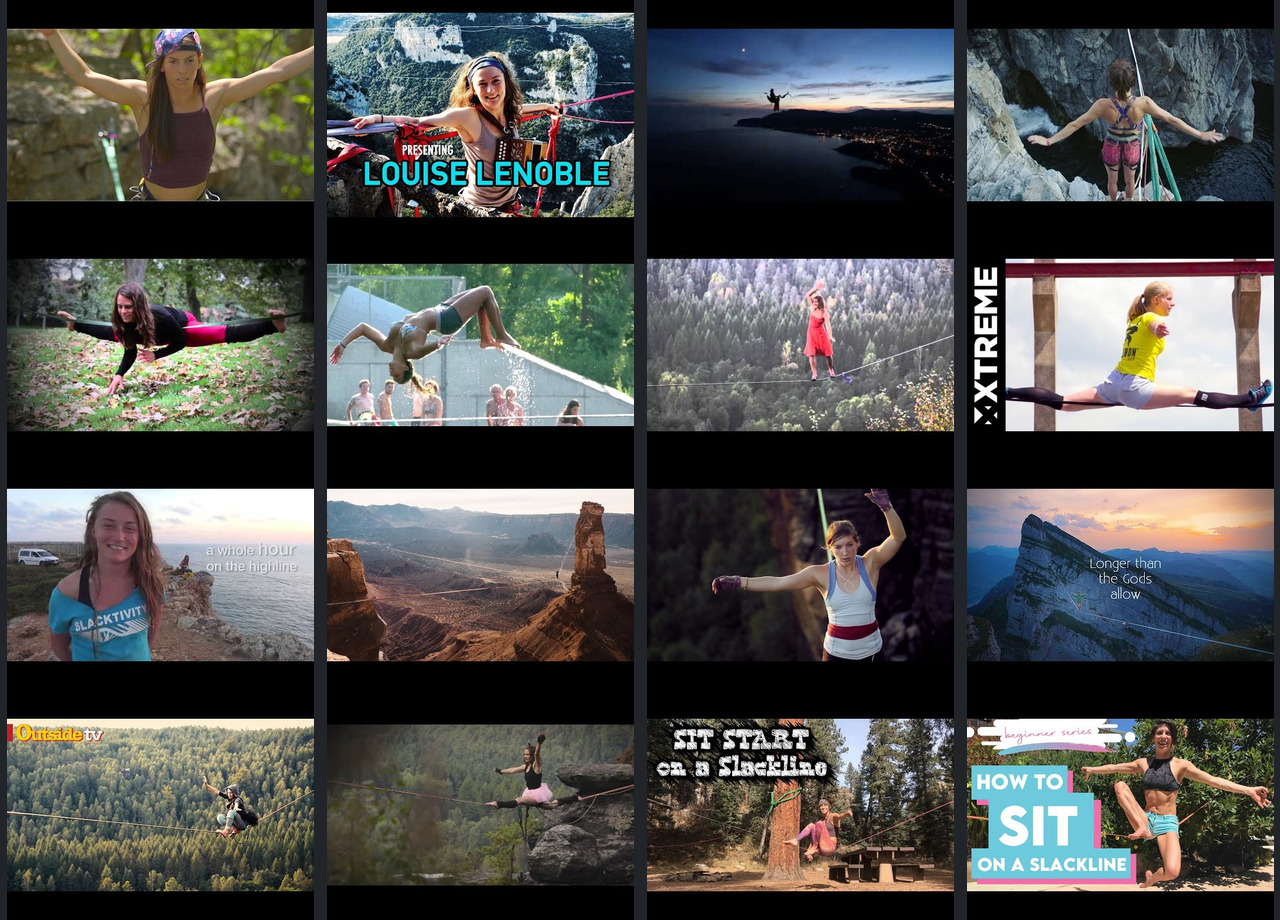 PRESENTING
LOUISE LENOBLE
XXTREME
a whole hour
on the highline
SLACKTIVITY
Longer than
the Gods
allow
Outside tv
SIT START
on a Slackline
beginner series
HOW TO
SIT
ON A SLACKLINE